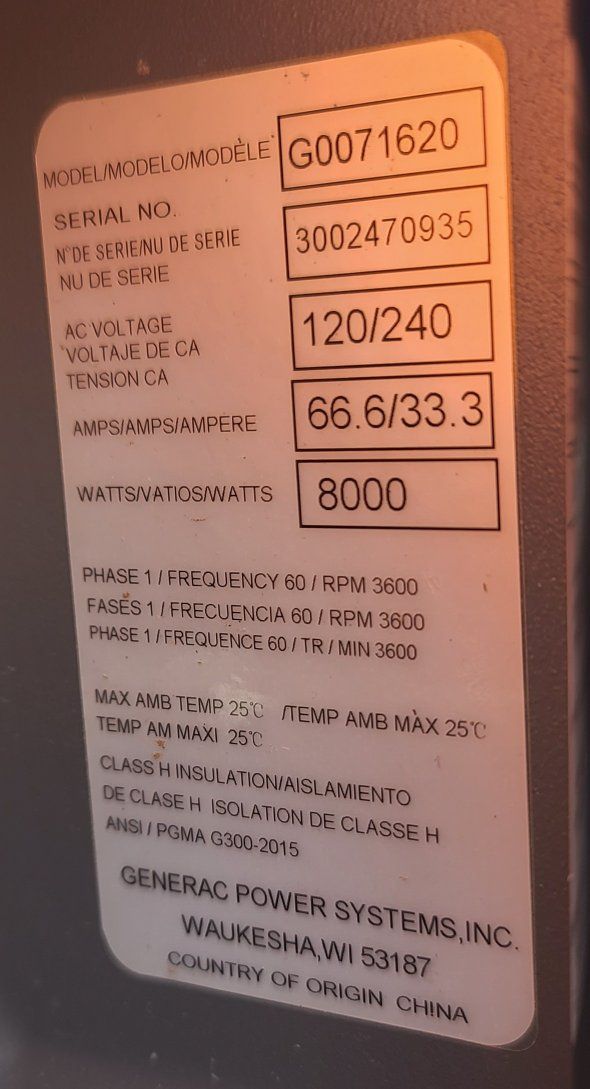 MODEL/MODELO/MODÈLE G0071620
SERIAL NO.
N°DE SERIE/NU DE SERIE 3002470935
NU DE SERIE
AC VOLTAGE
VOLTAJE DE CA 120/240
TENSION CA
AMPS/AMPS/AMPERE 66.6/33.3
WATTS/VATIOS/WATTS 8000
PHASE 1 / FREQUENCY 60 / RPM 3600
FASES 1 / FRECUENCIA 60 / RPM 3600
PHASE 1 / FREQUENCE 60 / TR / MIN 3600
MAX AMB TEMP 25℃ /TEMP AMB MÀX 25℃
TEMP AM MAXI 25℃
CLASS H INSULATION/AISLAMIENTO
DE CLASE H ISOLATION DE CLASSE H
ANSI / PGMA G300-2015
GENERAC POWER SYSTEMS,INC.
WAUKESHA,WI 53187
COUNTRY OF ORIGIN CHINA